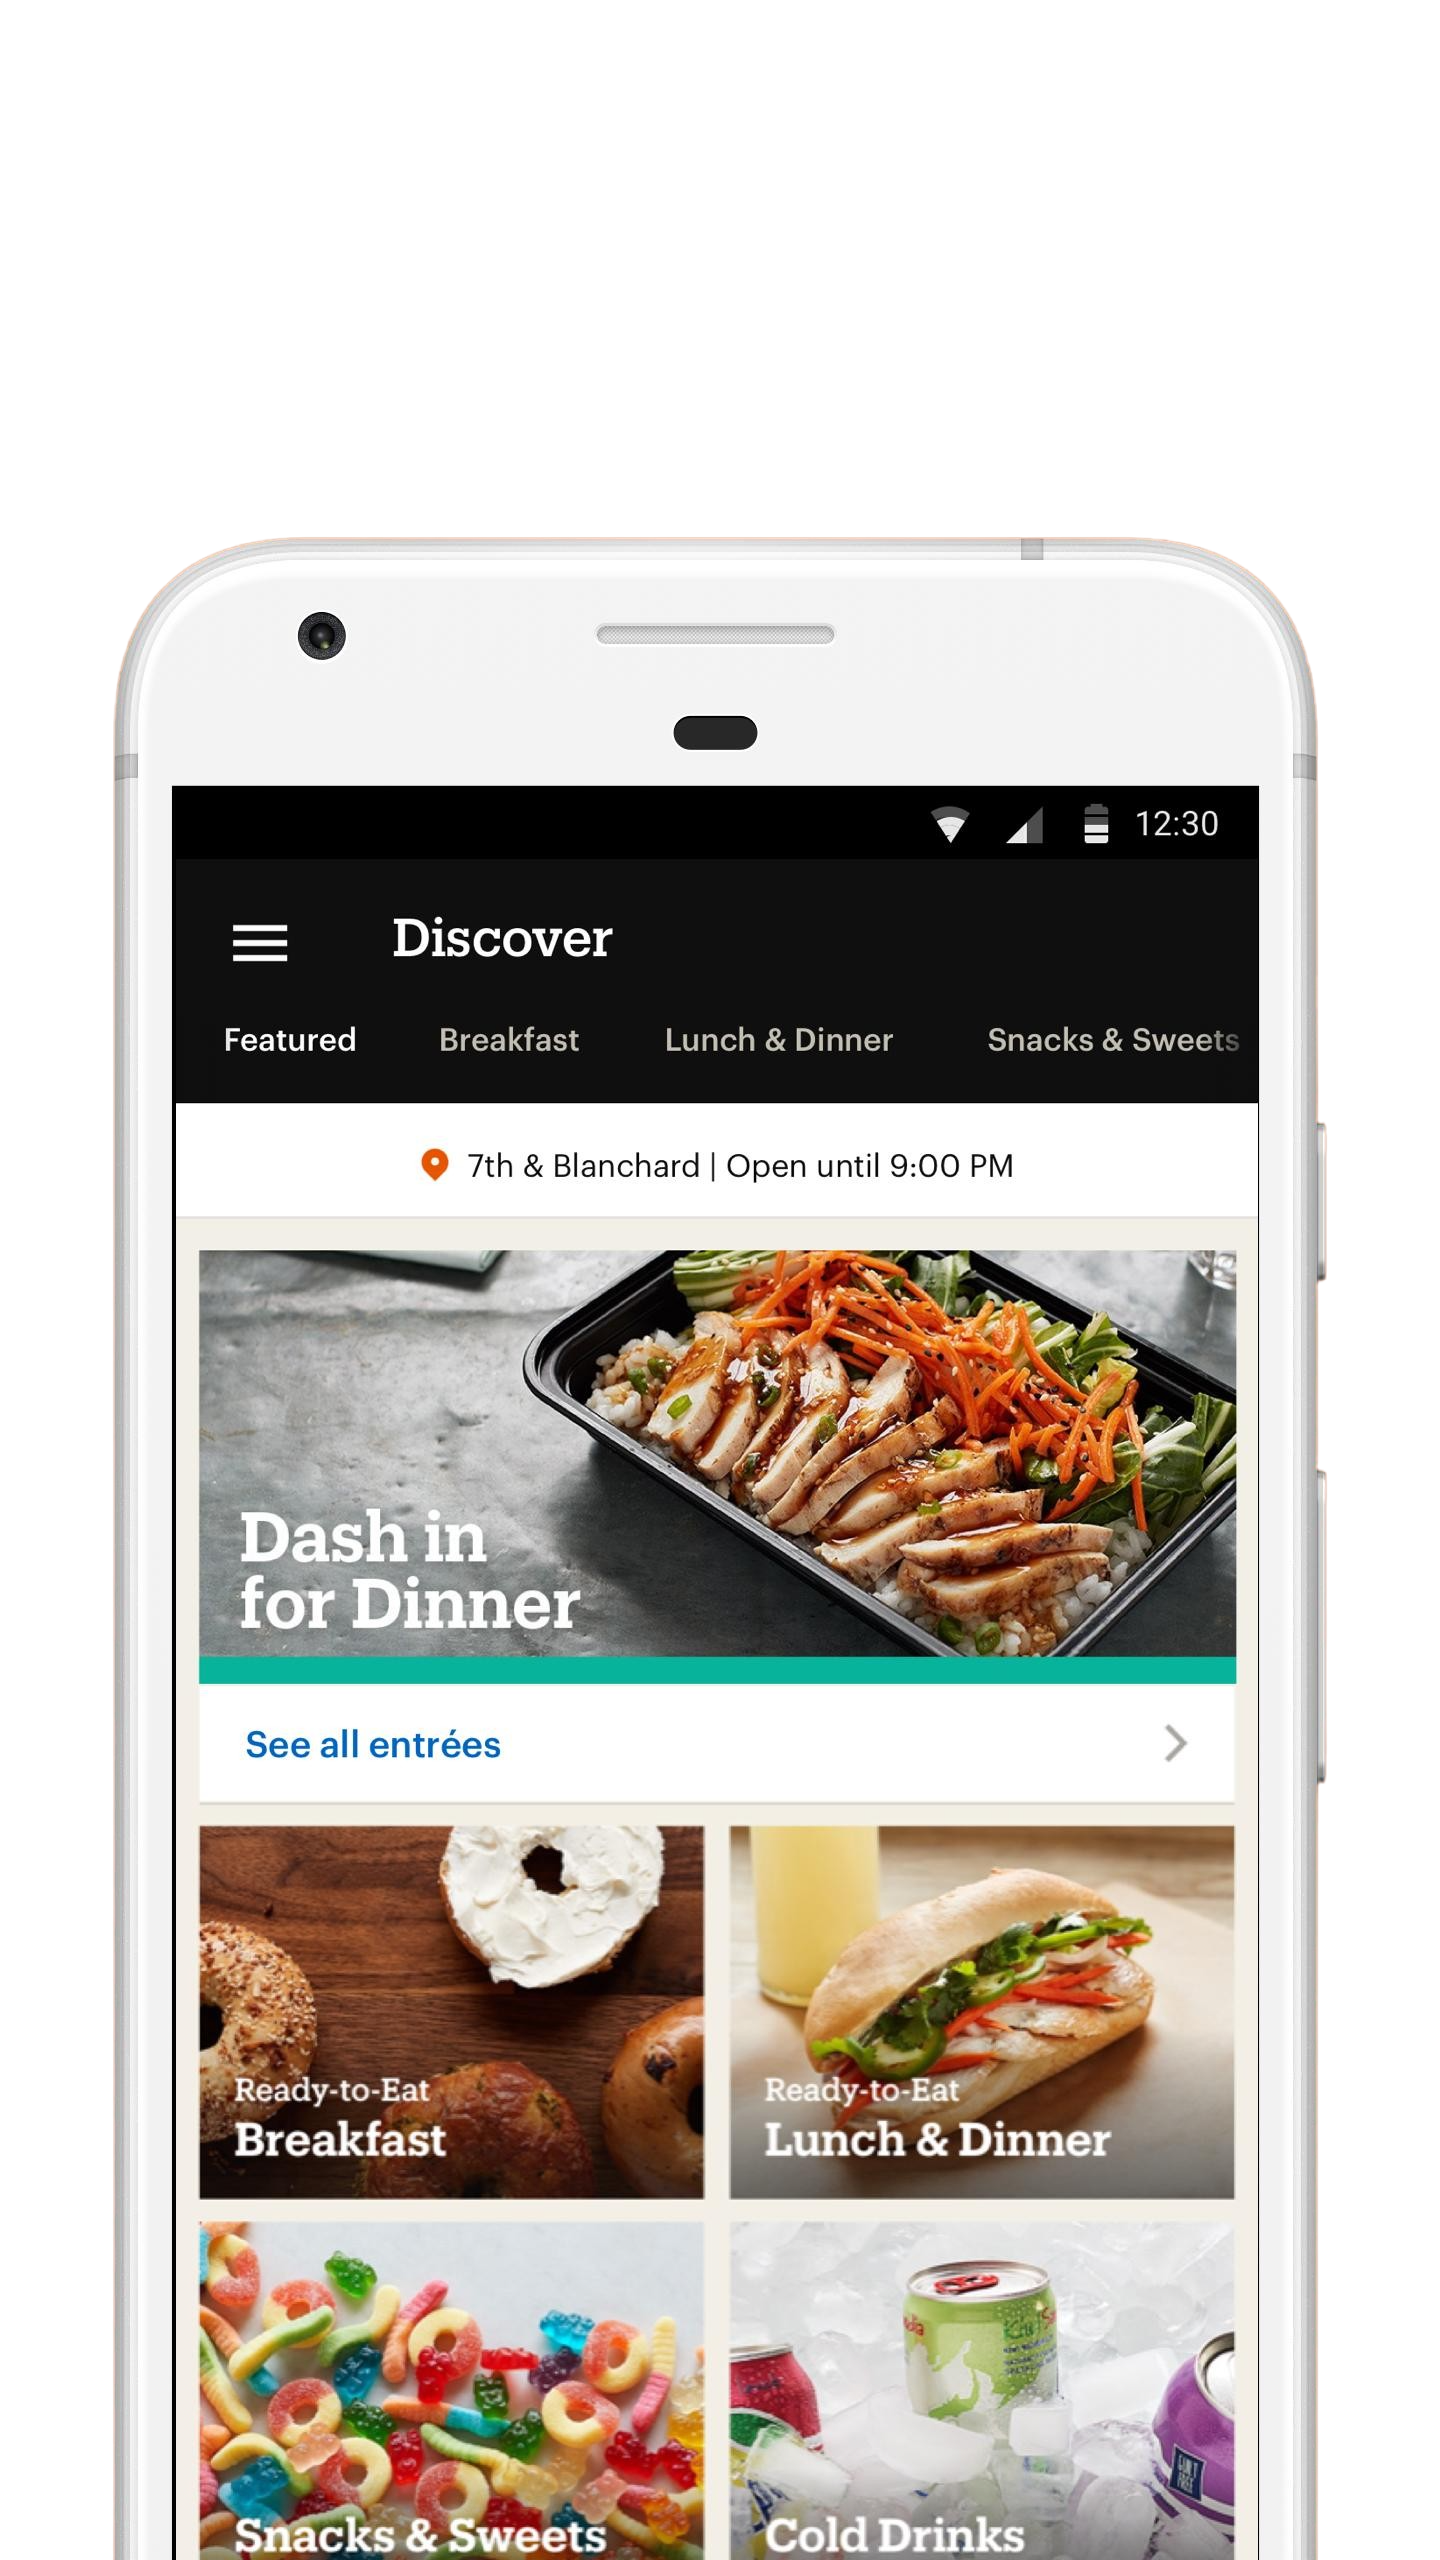 12:30
Discover
Featured Breakfast Lunch & Dinner Snacks & Sweets
7th & Blanchard | Open until 9:00 PM
Dash in
for Dinner
See all entrées
Ready-to-Eat
Breakfast
Ready-to-Eat
Lunch & Dinner
Snacks & Sweets
Cold Drinks